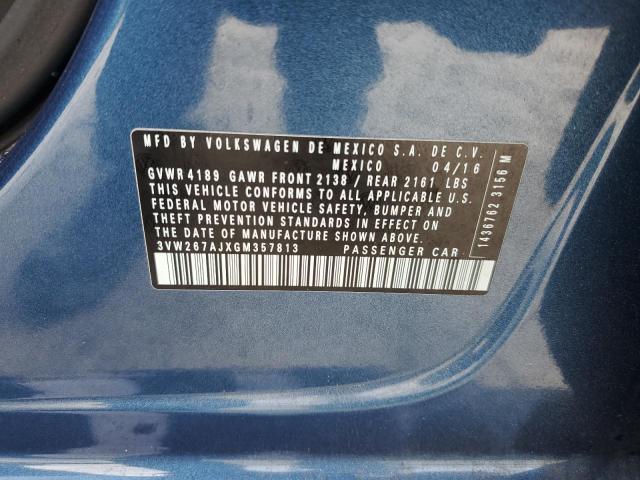 MFD BY VOLKSWAGEN DE MEXICO S.A. DE C.V.
MEXICO 04/16
GVWR 4189 GAWR FRONT 2138 / REAR 2161 LBS
THIS VEHICLE CONFORMS TO ALL APPLICABLE U.S.
FEDERAL MOTOR VEHICLE SAFETY, BUMPER AND
THEFT PREVENTION STANDARDS IN EFFECT ON
THE DATE OF MANUFACTURE SHOWN ABOVE.
3VW267AJXGM357813 PASSENGER CAR
1436762 3156 M